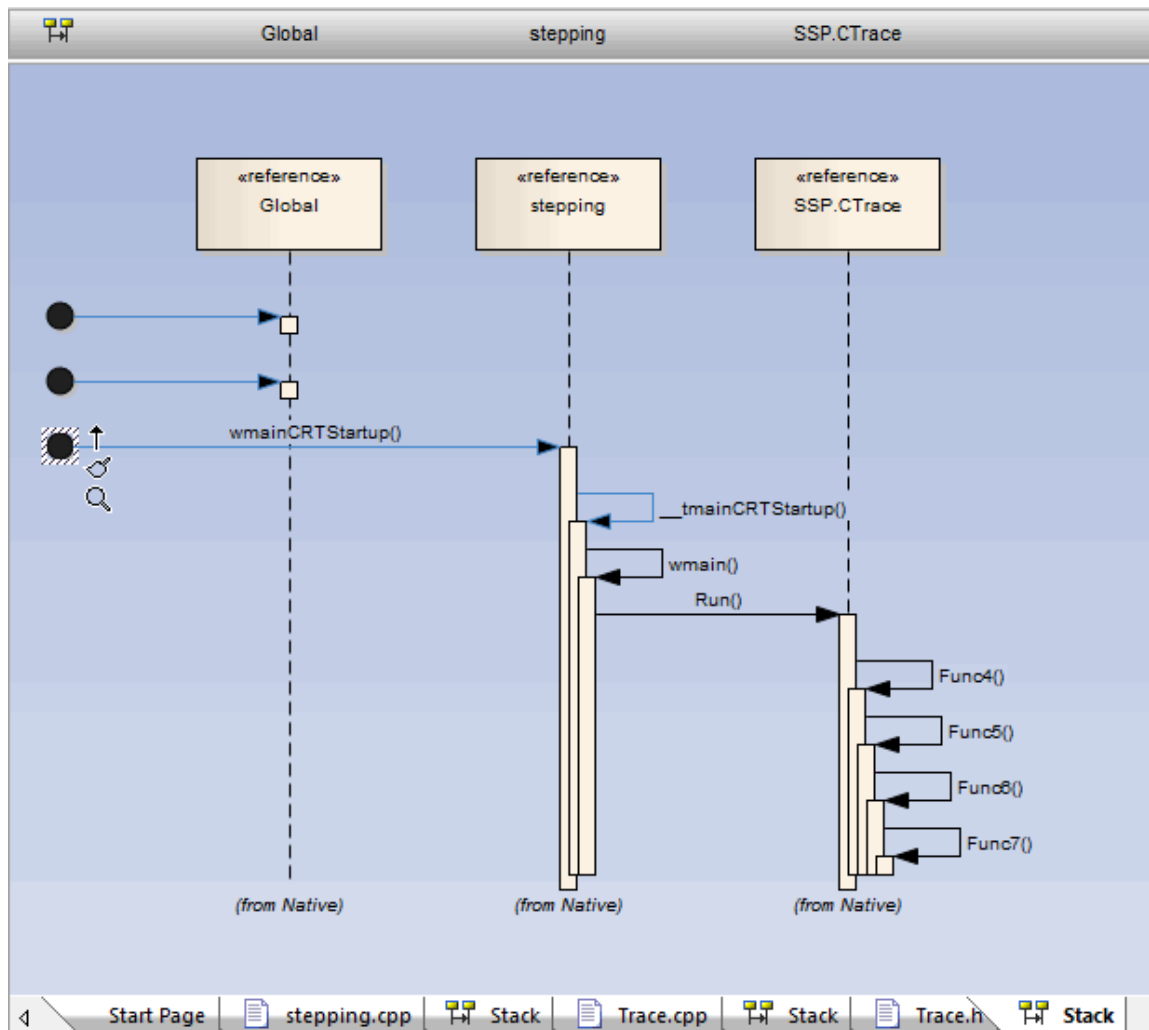 Global stepping SSP.CTrace
«reference» «reference» «reference»
Global stepping SSP.CTrace
wmainCRTStartup()
__tmainCRTStartup()
wmain()
Run()
Func4()
Func5()
Func6()
Func7()
(from Native) (from Native) (from Native)
Start Page stepping.cpp Stack Trace.cpp Stack Trace.h Stack